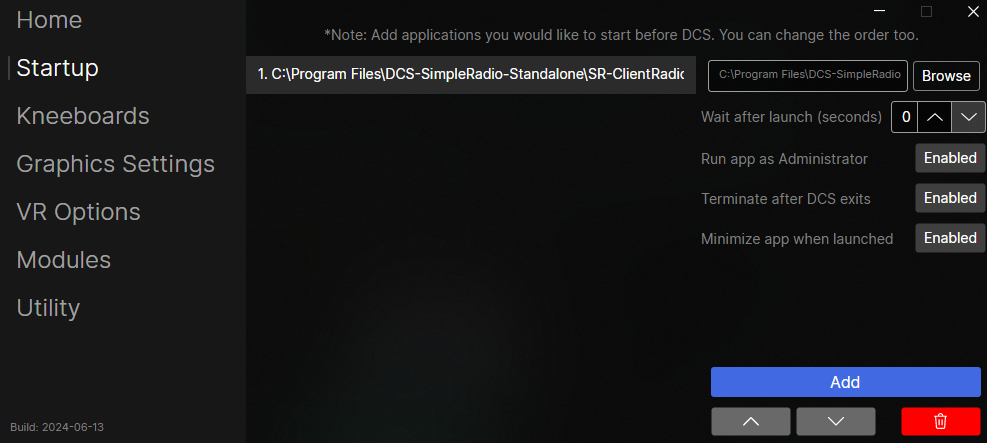 Home
Startup
Kneeboards
Graphics Settings
VR Options
Modules
Utility
Build: 2024-06-13
*Note: Add applications you would like to start before DCS. You can change the order too.
1. C:\Program Files\DCS-SimpleRadio-Standalone\SR-ClientRadio
C:\Program Files\DCS-SimpleRadio
Browse
Wait after launch (seconds) 0
Run app as Administrator Enabled
Terminate after DCS exits Enabled
Minimize app when launched Enabled
Add